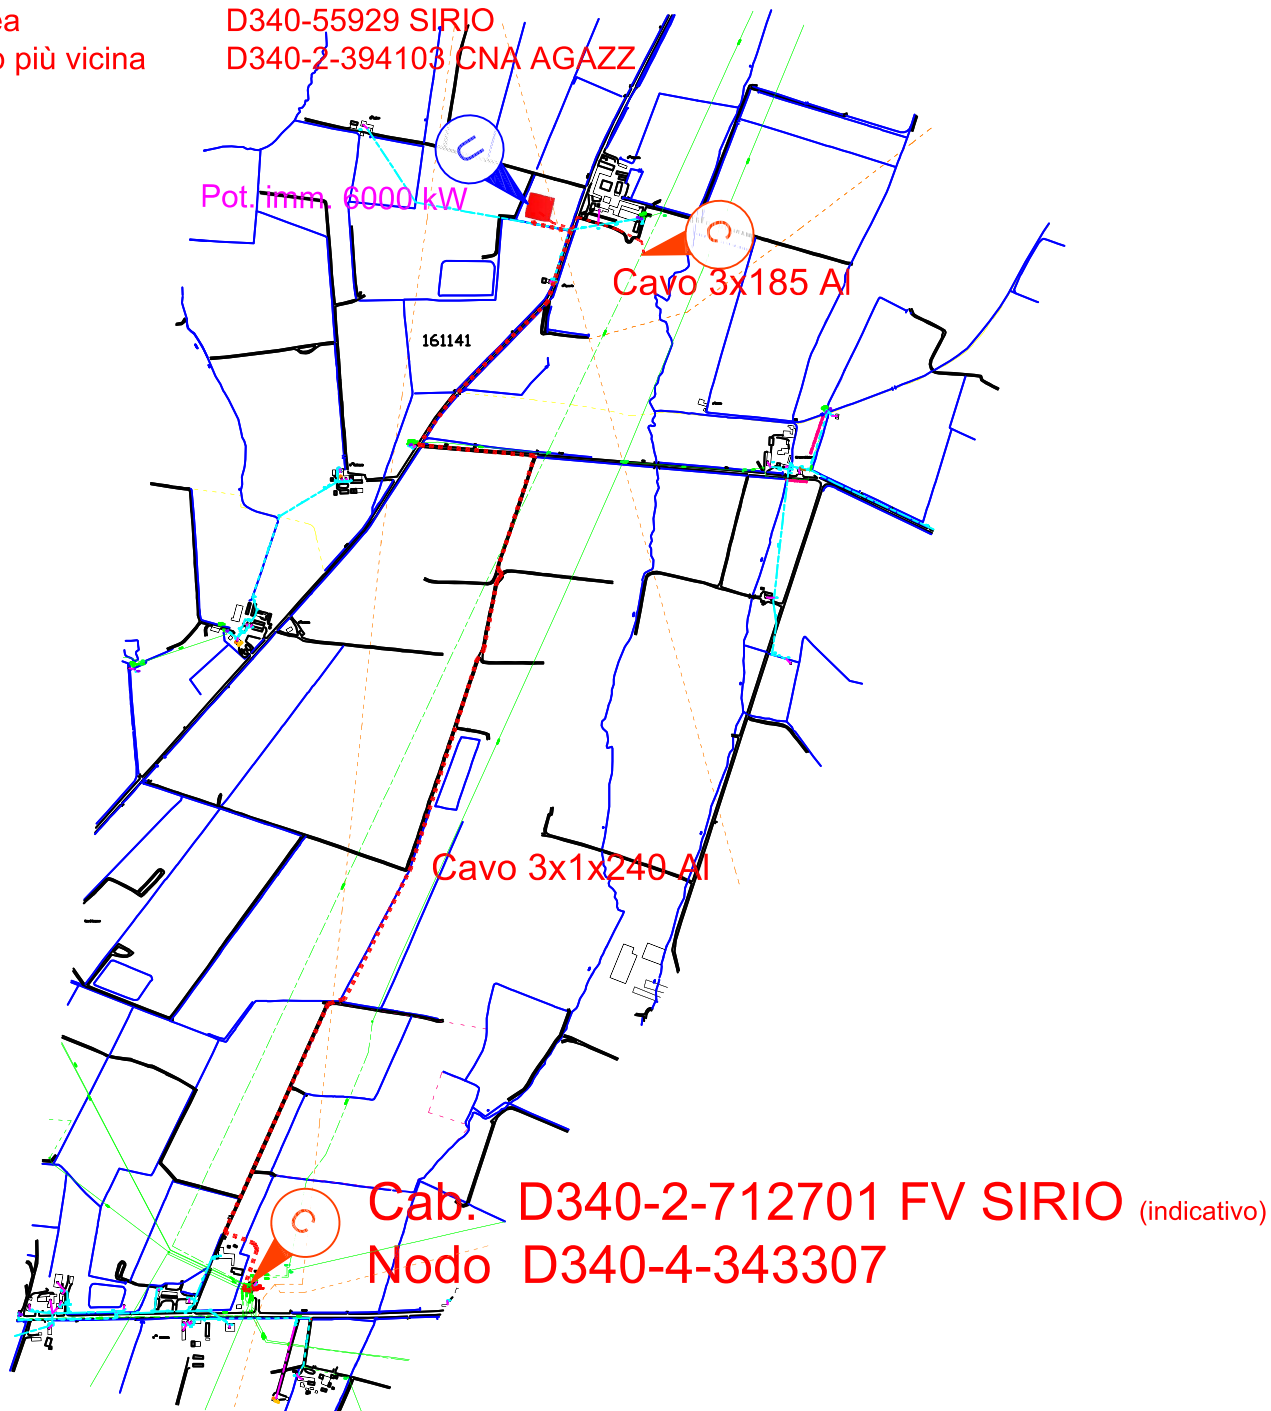 ea D340-55929 SIRIO
o più vicina D340-2-394103 CNA AGAZZ
U
Pot. imm. 6000 kW
C
Cavo 3x185 Al
161141
Cavo 3x1x240 Al
C
Cab. D340-2-712701 FV SIRIO (indicativo)
Nodo D340-4-343307